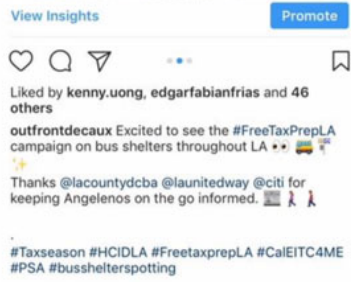 View Insights
Promote
Liked by kenny.uong, edgarfabianfrias and 46
others
outfrontdecaux Excited to see the #FreeTaxPrepLA
campaign on bus shelters throughout LA 👀 🚌 🚏
✨
Thanks @lacountydcba @launitedway @citi for
keeping Angelenos on the go informed. 📰 🚶 🚶
.
#Taxseason #HCIDLA #FreetaxprepLA #CalEITC4ME
#PSA #busshelterspotting